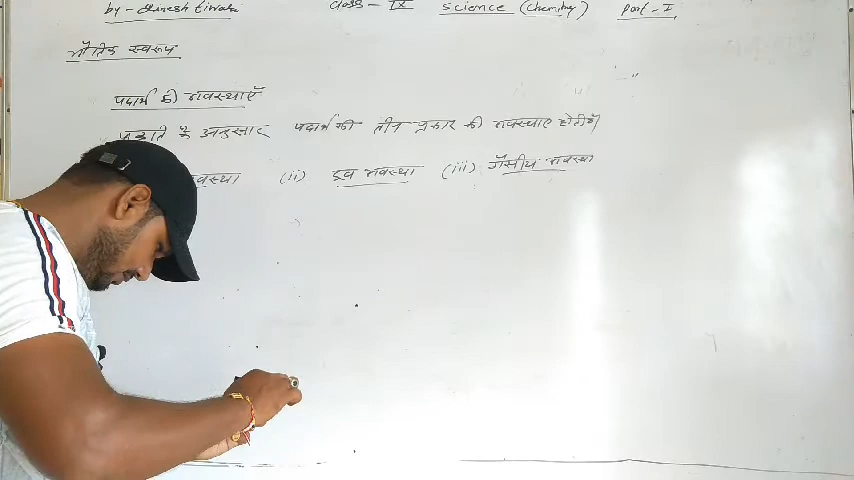 by - Dinesh tiwari class - IX science (chemistry) Part - I
भौतिक स्वरूप
पदार्थ की अवस्थाएँ
प्रकृति के अनुसार पदार्थ की तीन प्रकार की अवस्थाए होती हैं
वस्था (ii) द्रव अवस्था (iii) गैसीय अवस्था